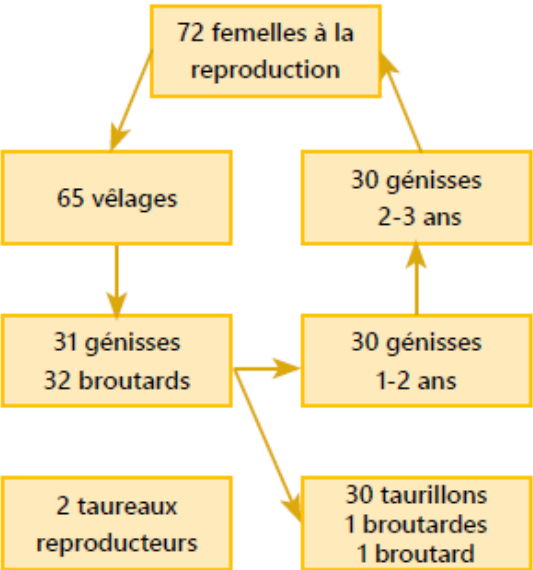 72 femelles à la
reproduction
65 vêlages
30 génisses
2-3 ans
31 génisses
32 broutards
30 génisses
1-2 ans
2 taureaux
reproducteurs
30 taurillons
1 broutardes
1 broutard